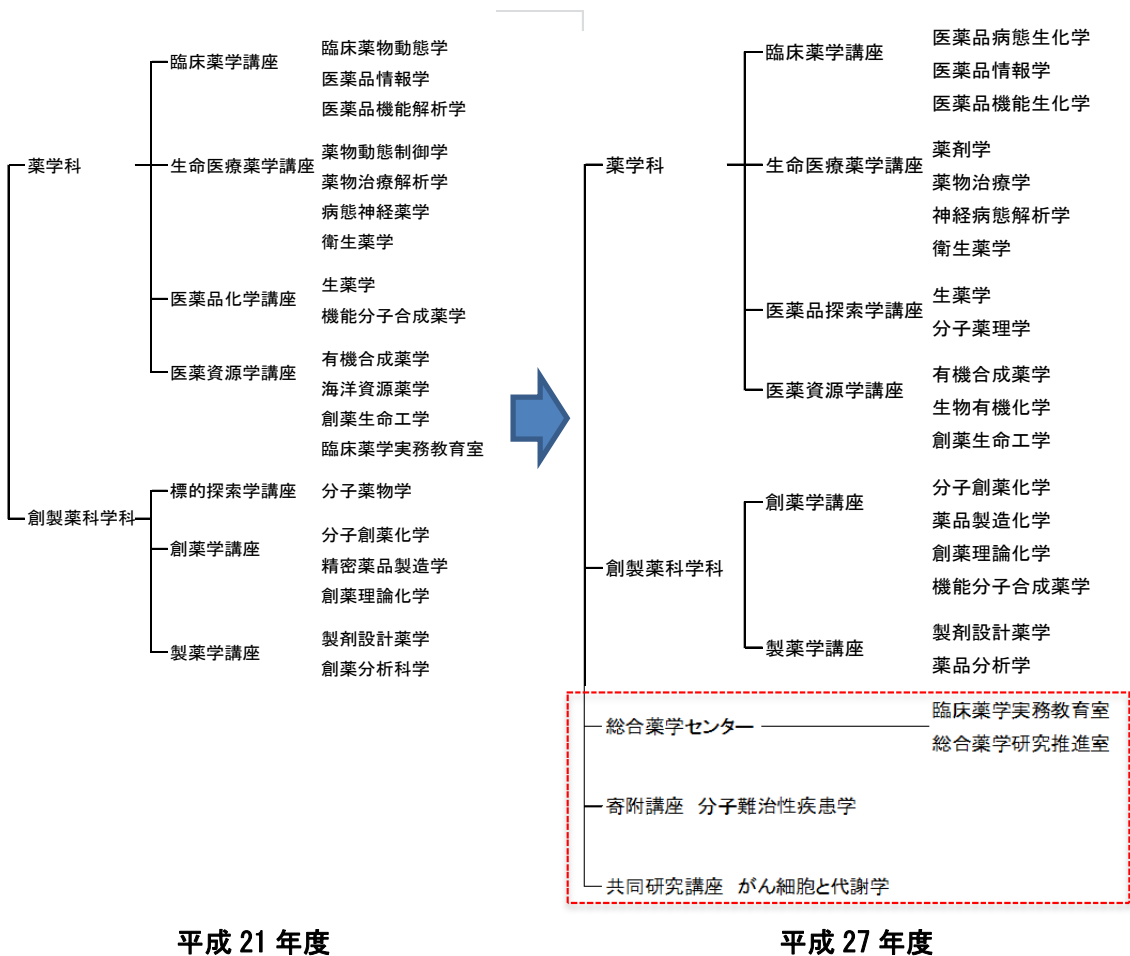 薬学科
臨床薬学講座
臨床薬物動態学
医薬品情報学
医薬品機能解析学
生命医療薬学講座
薬物動態制御学
薬物治療解析学
病態神経薬学
衛生薬学
医薬品化学講座
生薬学
機能分子合成薬学
医薬資源学講座
有機合成薬学
海洋資源薬学
創薬生命工学
臨床薬学実務教育室
創製薬科学科
標的探索学講座
分子薬物学
創薬学講座
分子創薬化学
精密薬品製造学
創薬理論化学
製薬学講座
製剤設計薬学
創薬分析科学
平成 21 年度
薬学科
臨床薬学講座
医薬品病態生化学
医薬品情報学
医薬品機能生化学
生命医療薬学講座
薬剤学
薬物治療学
神経病態解析学
衛生薬学
医薬品探索学講座
生薬学
分子薬理学
医薬資源学講座
有機合成薬学
生物有機化学
創薬生命工学
創製薬科学科
創薬学講座
分子創薬化学
薬品製造化学
創薬理論化学
機能分子合成薬学
製薬学講座
製剤設計薬学
薬品分析学
総合薬学センター
臨床薬学実務教育室
総合薬学研究推進室
寄附講座 分子難治性疾患学
共同研究講座 がん細胞と代謝学
平成 27 年度